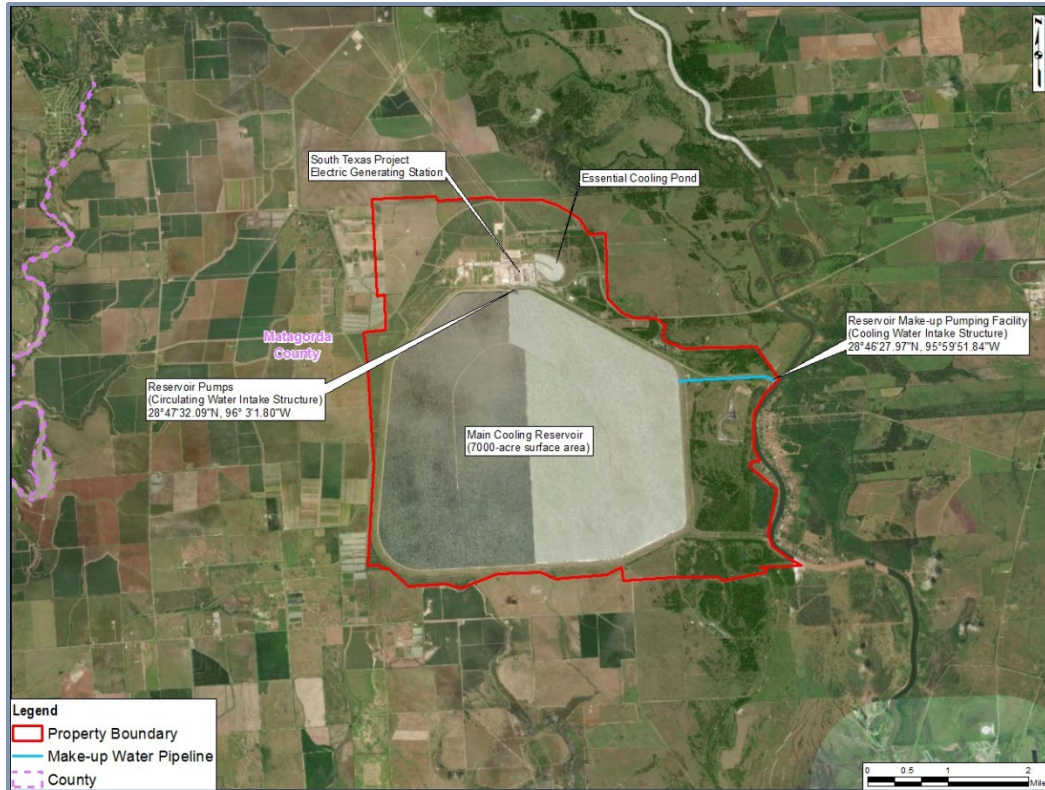 N
South Texas Project
Electric Generating Station
Essential Cooling Pond
Matagorda
County
Reservoir Make-up Pumping Facility
(Cooling Water Intake Structure)
28°46'27.97"N, 95°59'51.84"W
Reservoir Pumps
(Circulating Water Intake Structure)
28°47'32.09"N, 96° 3'1.80"W
Main Cooling Reservoir
(7000-acre surface area)
Legend
Property Boundary
Make-up Water Pipeline
County
0 0.5 1 2
Mile